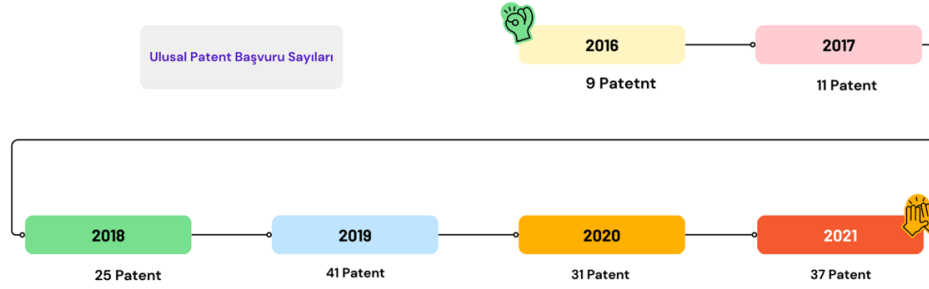 Ulusal Patent Başvuru Sayıları
2016
2017
9 Patetnt
11 Patent
2018
2019
2020
2021
25 Patent
41 Patent
31 Patent
37 Patent